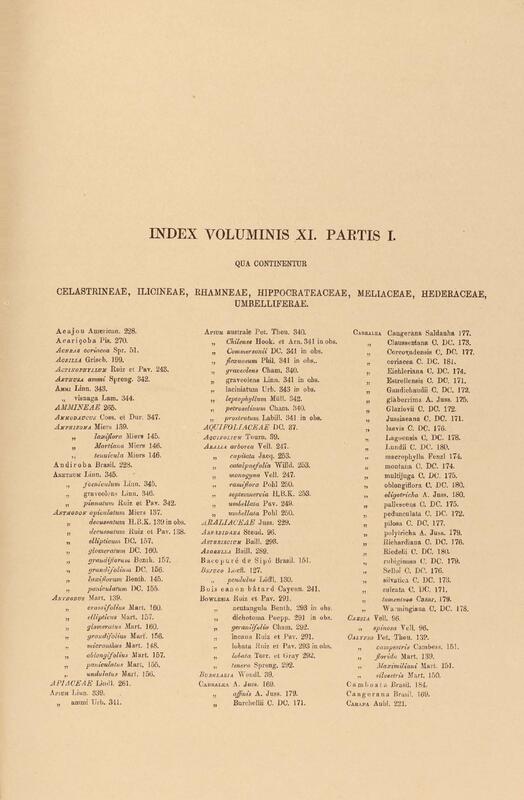 INDEX VOLUMINIS XI. PARTIS I.
QUA CONTINENTUR
CELASTRINEAE, ILICINEAE, RHAMNEAE, HIPPOCRATEACEAE, MELIACEAE, HEDERACEAE,
UMBELLIFERAE.
Acajou American. 228.
Acariçoba Pis. 270.
Achras coriacea Spr. 51.
Acrilia Griseb. 199.
Actinophyllum Ruiz et Pav. 243.
Aethusa ammi Spreng. 342.
Ammi Linn. 343.
„ visnaga Lam. 344.
AMMINEAE 265.
Ammodaucus Coss. et Dur. 347.
Amphizoma Miers 139.
„ laxiflora Miers 145.
„ Martiana Miers 146.
„ tenuicula Miers 146.
Andiroba Brasil. 228.
Anethum Linn. 345.
„ foeniculum Linn. 345.
„ graveolens Linn. 346.
„ pinnatum Ruiz et Pav. 342.
Anthodon apiculatum Miers 137.
„ decussatum H.B.K. 139 in obs.
„ decussatum Ruiz et Pav. 138.
„ ellipticum DC. 157.
„ glomeratum DC. 160.
„ grandiflorum Benth. 157.
„ grandifolium DC. 156.
„ laxiflorum Benth. 145.
„ paniculatum DC. 155.
Anthodus Mart. 139.
„ crassifolius Mart. 160.
„ ellipticus Mart. 157.
„ glomeratus Mart. 160.
„ grandifolius Mart. 156.
„ micranthus Mart. 148.
„ oblongifolius Mart. 157.
„ paniculatus Mart. 155.
„ undulatus Mart. 156.
APIACEAE Lindl. 261.
Apium Linn. 339.
„ ammi Urb. 341.
Apium australe Pet. Thou. 340.
„ Chilense Hook. et Arn. 341 in obs.
„ Commersonii DC. 341 in obs.
„ flexuosum Phil. 341 in obs.
„ graveolens Cham. 340.
„ graveolens Linn. 341 in obs.
„ laciniatum Urb. 343 in obs.
„ leptophyllum Müll. 342
„ petroselinum Cham. 340.
„ prostratum Labill. 341 in obs.
AQUIFOLIACEAE DC. 37.
Aquifolium Tourn. 39.
Aralia arborea Vell. 247.
„ capitata Jacq. 253.
„ catalpaefolia Willd. 253.
„ monogyna Vell. 247.
„ ramiflora Pohl 250.
„ septemnervia H.B.K. 253.
„ umbellata Pav. 249.
„ umbellata Pohl 250.
ARALIACEAE Juss. 229.
Asperidara Steud. 96.
Asteriscium Baill. 293.
Azorella Baill. 289.
Bacopuré de Sipó Brasil. 151.
Bejuco Loefl. 127.
„ pendulus Loefl. 130.
Bois canon bâtard Cayenn. 241.
Bowlesia Ruiz et Pav. 291.
„ acutangula Benth. 293 in obs.
„ dichotoma Poepp. 291 in obs.
„ geraniifolia Cham. 292.
„ incana Ruiz et Pav. 291.
„ lobata Ruiz et Pav. 293 in obs.
„ lobata Torr. et Gray 292.
„ tenera Spreng. 292.
Burglaria Wendl. 39.
Cabralea A. Juss. 169.
„ affinis A. Juss. 179.
„ Burchellii C. DC. 171.
Cabralea Cangerana Saldanha 177.
„ Claussentana C. DC. 173.
„ Corcovadensis C. DC. 177.
„ coriacea C. DC. 181.
„ Eichleriana C. DC. 174.
„ Estrellensis C. DC. 171.
„ Gaudichaudii C. DC. 172.
„ glaberrima A. Juss. 175.
„ Glaziovii C. DC. 172.
„ Jussiaeana C. DC. 181.
„ laevis C. DC. 176.
„ Lagoensis C. DC. 178.
„ Lundii C. DC. 180.
„ macrophylla Fenzl 174.
„ montana C. DC. 174.
„ multijuga C. DC. 175.
„ oblongiflora C. DC. 180.
„ oligotricha A. Juss. 180.
„ pallescens C. DC. 175.
„ pedunculata C. DC. 172.
„ pilosa C. DC. 177.
„ polytricha A. Juss. 179.
„ Richardiana C. DC. 176.
„ Riedelii C. DC. 180.
„ rubiginosa C. DC. 179.
„ Selloi C. DC. 176.
„ silvatica C. DC. 173.
„ sulcata C. DC. 171.
„ tomentosa Casar. 179.
„ Warmingiana C. DC. 178.
Caesia Vell. 96.
„ spinosa Vell. 96.
Calypso Pet. Thou. 139.
„ campestris Cambess. 151.
„ florida Mart. 139.
„ Maximiliani Mart. 151.
„ silvestris Mart. 150.
Camboata Brasil. 184.
Cangerana Brasil. 169.
Carapa Aubl. 221.